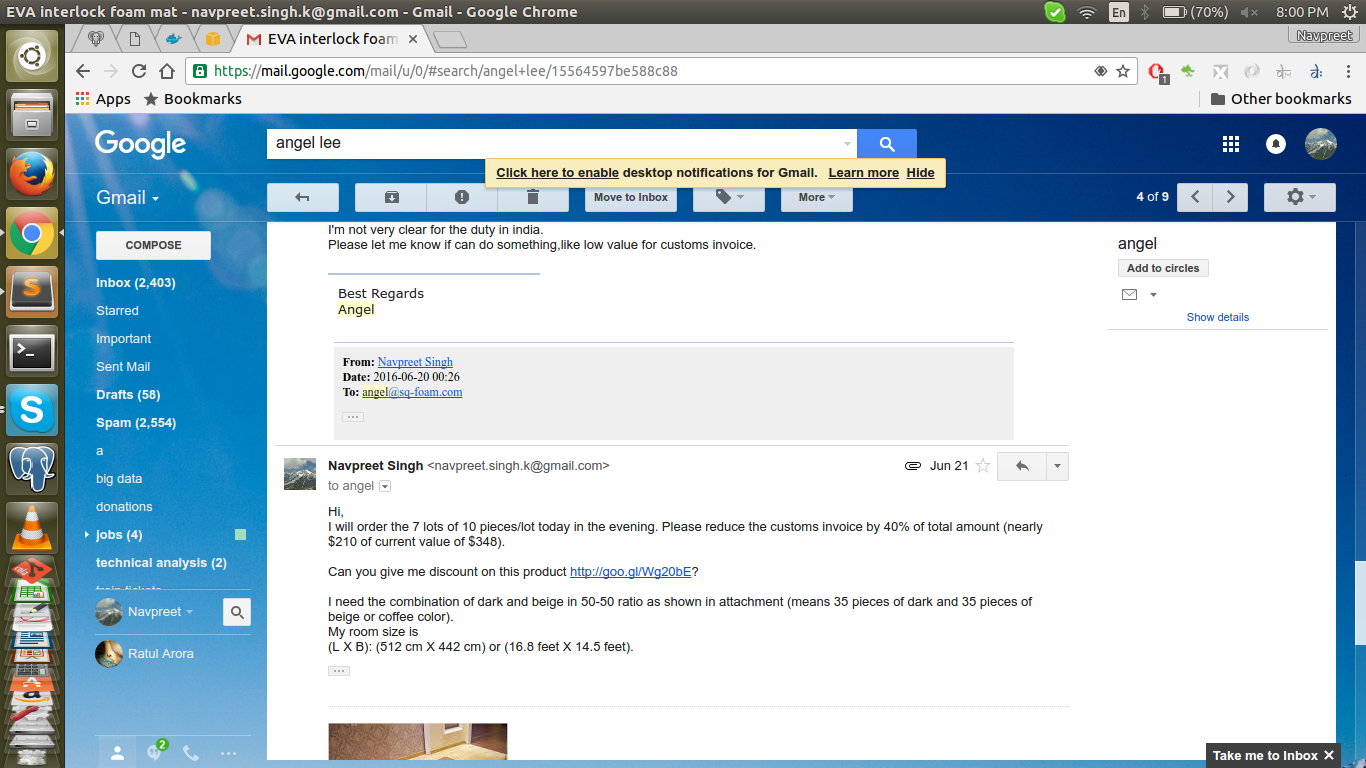 EVA interlock foam mat - navpreet.singh.k@gmail.com - Gmail - Google Chrome
En
(70%)
8:00 PM
EVA interlock foam
Navpreet
https://mail.google.com/mail/u/0/#search/angel+lee/15564597be588c88
1
Apps
Bookmarks
Other bookmarks
Google
angel lee
Click here to enable desktop notifications for Gmail. Learn more Hide
Gmail
Move to Inbox
More
4 of 9
COMPOSE
Inbox (2,403)
Starred
Important
Sent Mail
Drafts (58)
Spam (2,554)
a
big data
donations
jobs (4)
technical analysis (2)
train tickets
Navpreet
Ratul Arora
2
I'm not very clear for the duty in india.
Please let me know if can do something,like low value for customs invoice.
Best Regards
Angel
From: Navpreet Singh
Date: 2016-06-20 00:26
To: angel@sq-foam.com
Navpreet Singh <navpreet.singh.k@gmail.com>
Jun 21
to angel
Hi,
I will order the 7 lots of 10 pieces/lot today in the evening. Please reduce the customs invoice by 40% of total amount (nearly
$210 of current value of $348).
Can you give me discount on this product http://goo.gl/Wg20bE?
I need the combination of dark and beige in 50-50 ratio as shown in attachment (means 35 pieces of dark and 35 pieces of
beige or coffee color).
My room size is
(L X B): (512 cm X 442 cm) or (16.8 feet X 14.5 feet).
angel
Add to circles
Show details
Take me to Inbox